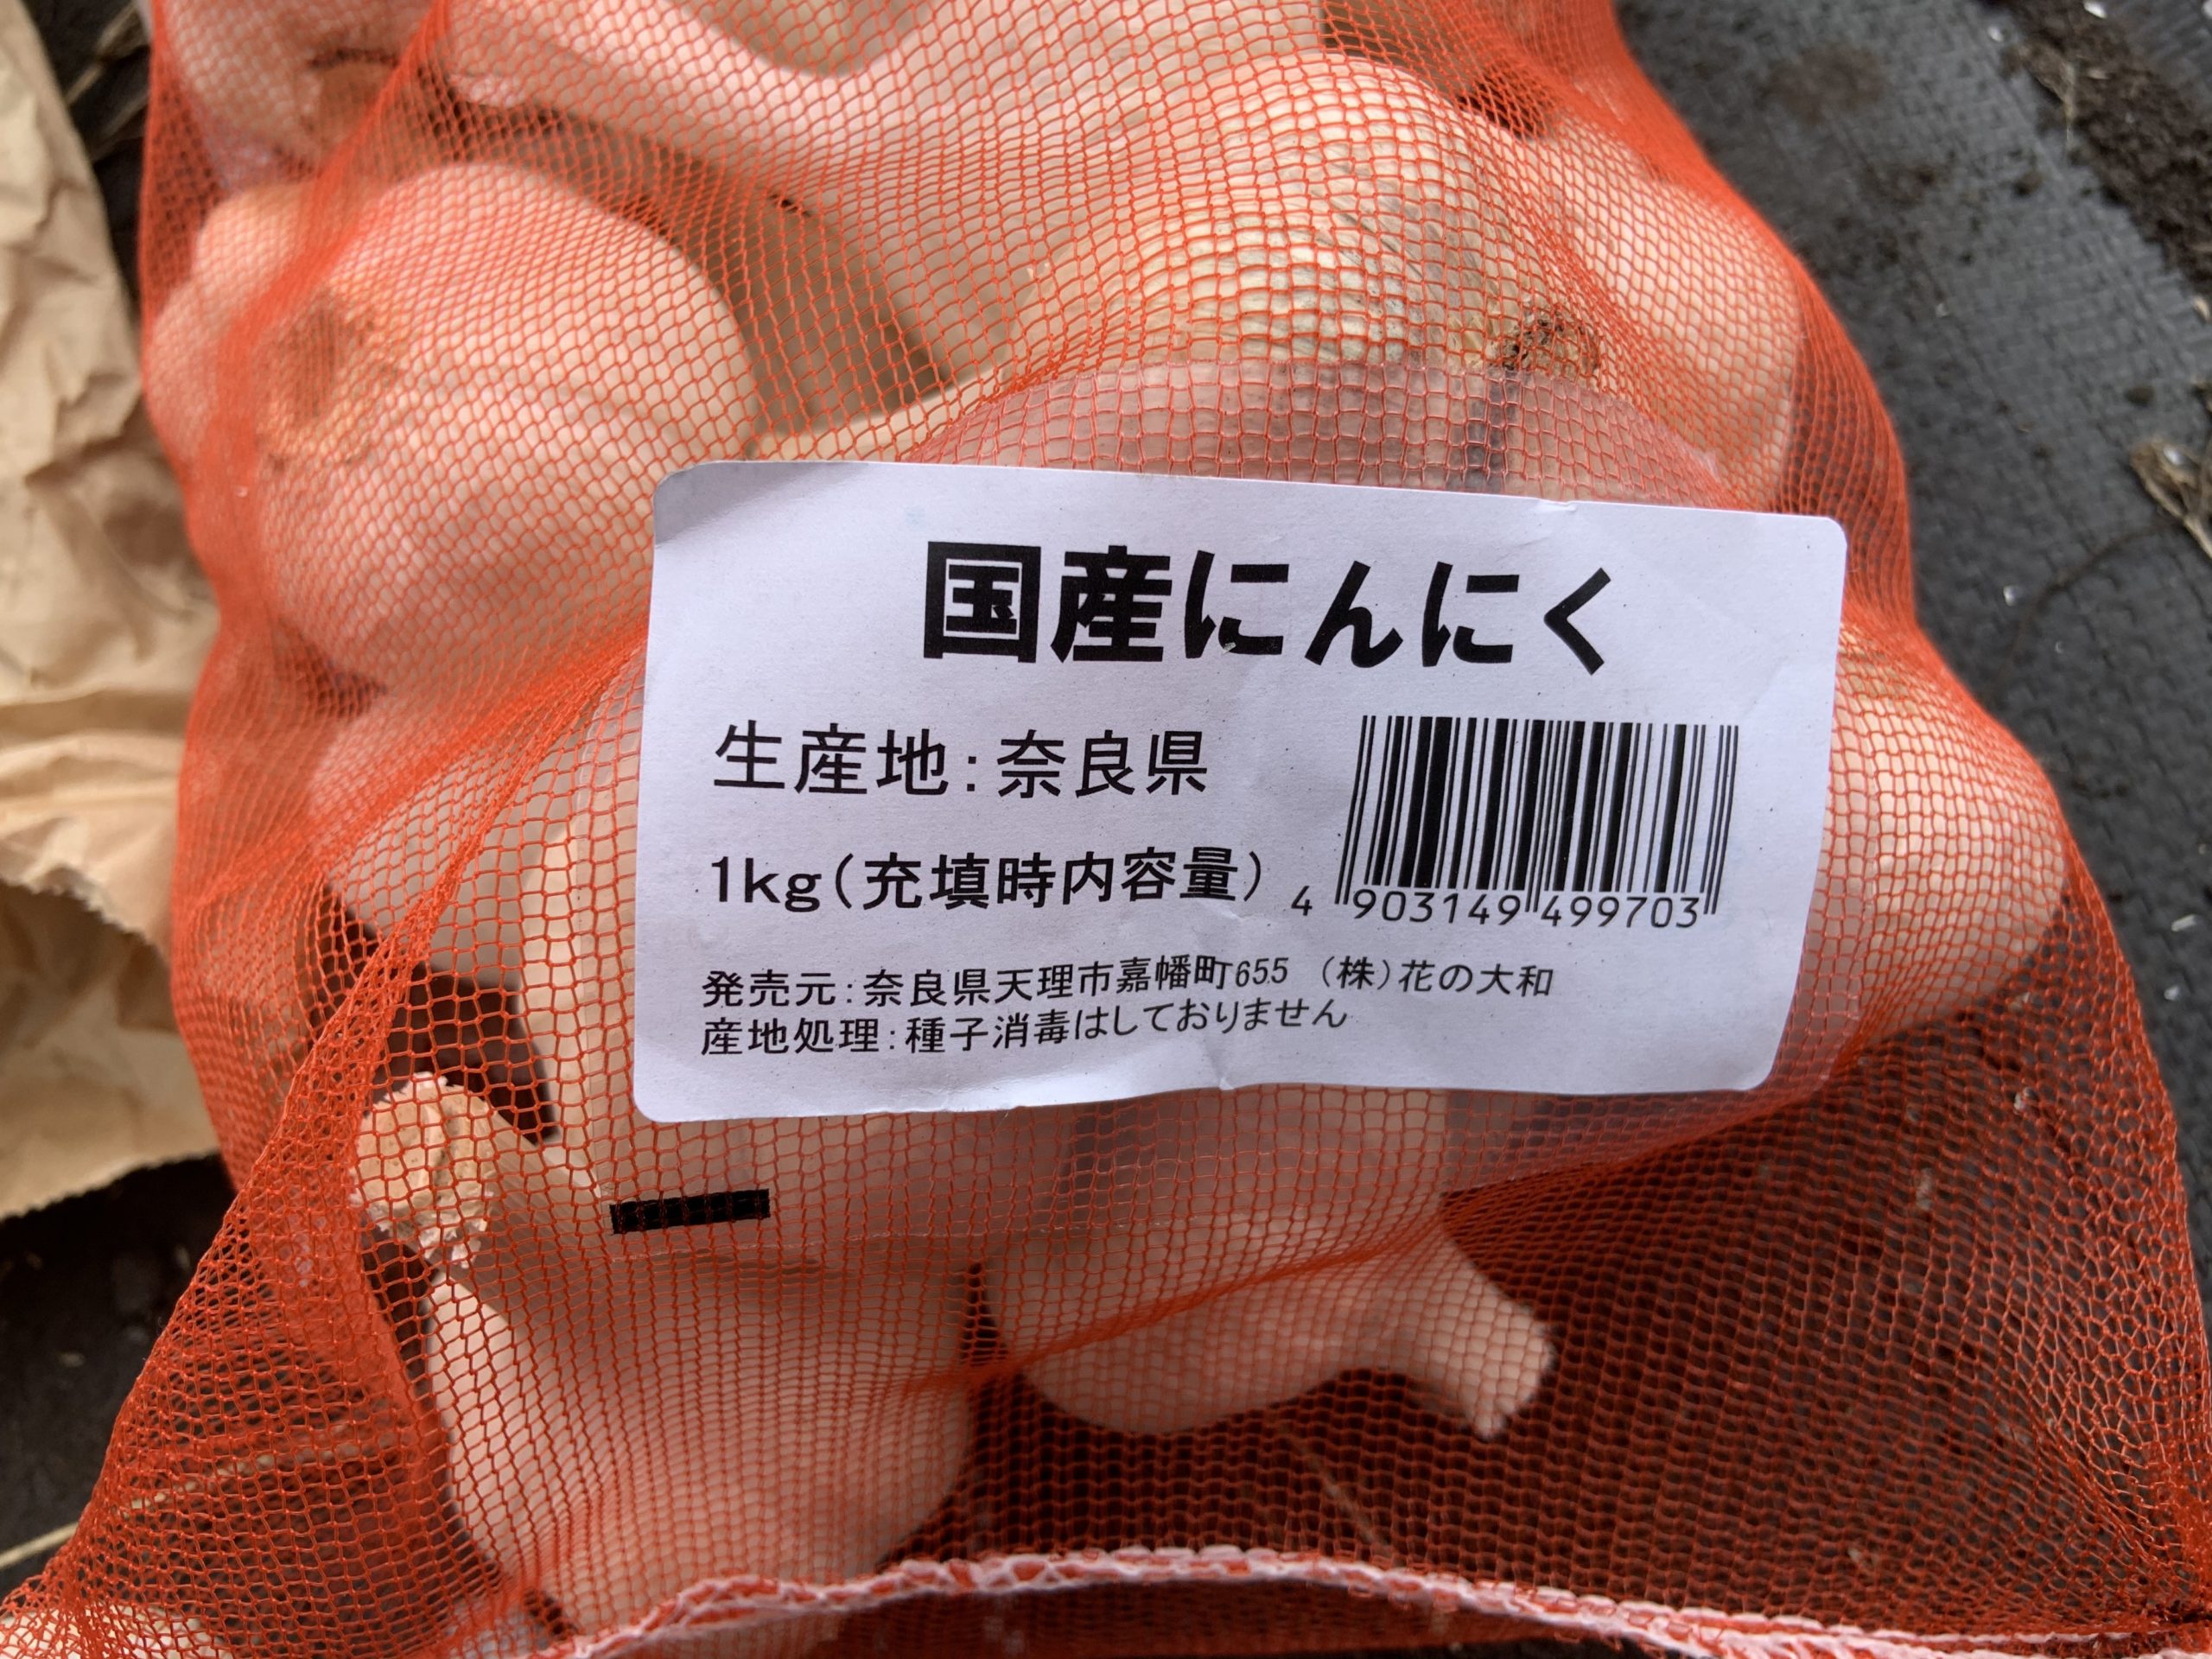 国産にんにく
生産地:奈良県
1kg(充填時内容量)
4 903149 499703
発売元:奈良県天理市嘉幡町655 (株)花の大和
産地処理:種子消毒はしておりません